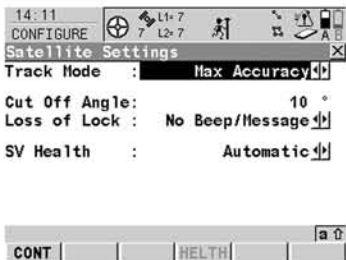 14:11
CONFIGURE
7 L1= 7
L2= 7
A B
Satellite Settings
Track Mode : Max Accuracy
Cut Off Angle: 10 °
Loss of Lock : No Beep/Message
SV Health : Automatic
a
CONT HELTH